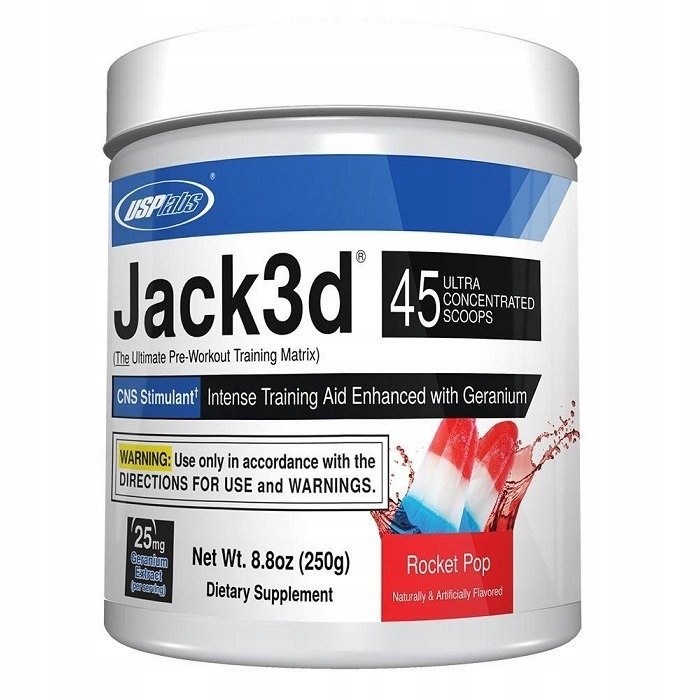 USPlabs®
Jack3d®
45 ULTRA
CONCENTRATED
SCOOPS
(The Ultimate Pre-Workout Training Matrix)
CNS Stimulant† Intense Training Aid Enhanced with Geranium
WARNING: Use only in accordance with the
DIRECTIONS FOR USE and WARNINGS.
25mg
Geranium
Extract
(per serving)
Net Wt. 8.8oz (250g)
Dietary Supplement
Rocket Pop
Naturally & Artificially Flavored